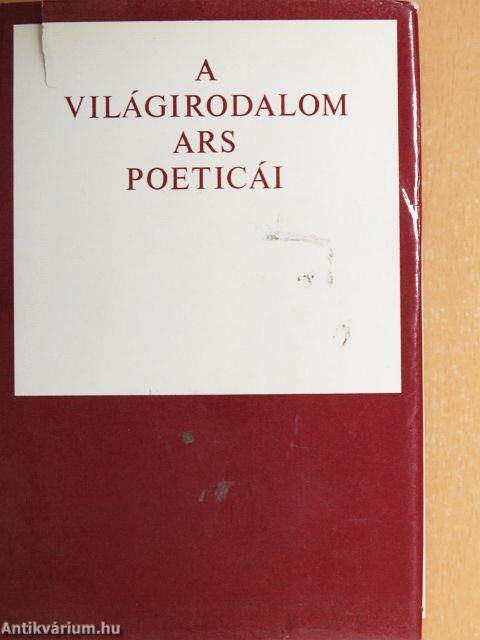 A
VILÁGIRODALOM
ARS
POETICÁI
Antikvárium.hu